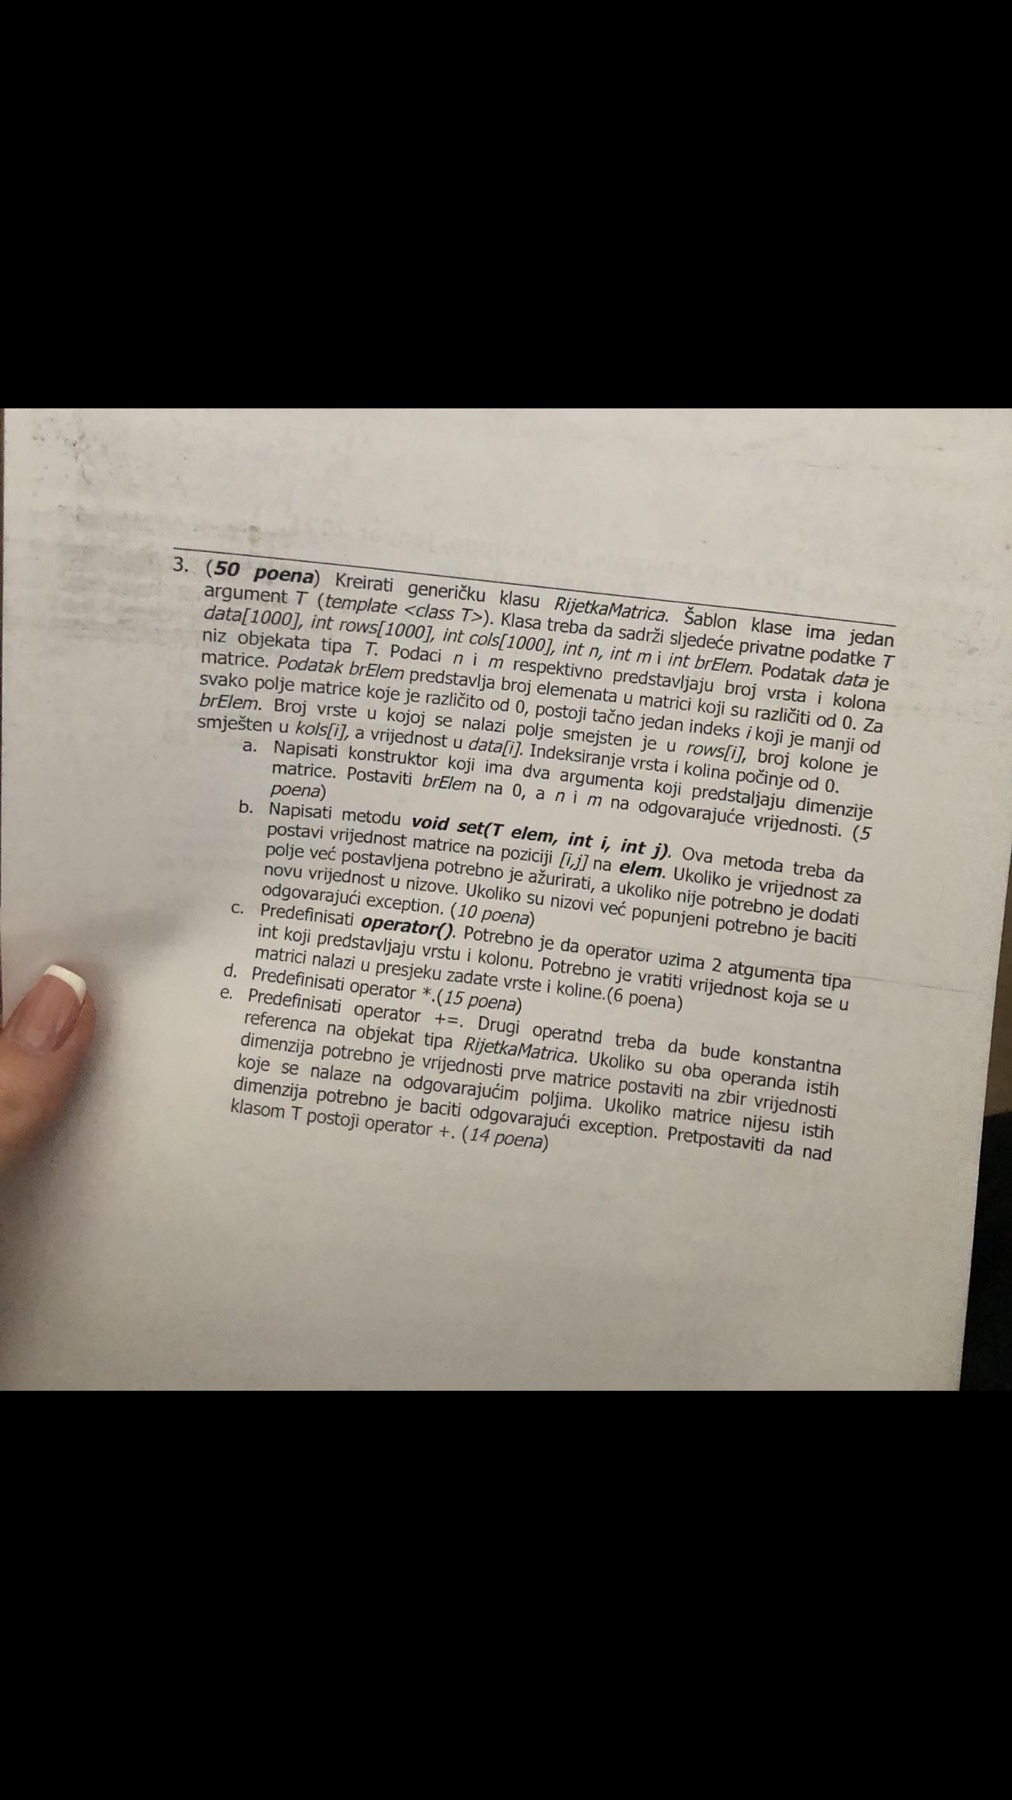 3. (50 poena) Kreirati generičku klasu RijetkaMatrica. Šablon klase ima jedan
argument T (template <class T>). Klasa treba da sadrži sljedeće privatne podatke T
data[1000], int rows[1000], int cols[1000], int n, int m i int brElem. Podatak data je
niz objekata tipa T. Podaci n i m respektivno predstavljaju broj vrsta i kolona
matrice. Podatak brElem predstavlja broj elemenata u matrici koji su različiti od 0. Za
svako polje matrice koje je različito od 0, postoji tačno jedan indeks i koji je manji od
brElem. Broj vrste u kojoj se nalazi polje smejsten je u rows[i], broj kolone je
smješten u kols[i], a vrijednost u data[i]. Indeksiranje vrsta i kolina počinje od 0.
a. Napisati konstruktor koji ima dva argumenta koji predstaljaju dimenzije
matrice. Postaviti brElem na 0, a n i m na odgovarajuće vrijednosti. (5
poena)
b. Napisati metodu void set(T elem, int i, int j). Ova metoda treba da
postavi vrijednost matrice na poziciji [i,j] na elem. Ukoliko je vrijednost za
polje već postavljena potrebno je ažurirati, a ukoliko nije potrebno je dodati
novu vrijednost u nizove. Ukoliko su nizovi već popunjeni potrebno je baciti
odgovarajući exception. (10 poena)
c. Predefinisati operator(). Potrebno je da operator uzima 2 atgumenta tipa
int koji predstavljaju vrstu i kolonu. Potrebno je vratiti vrijednost koja se u
matrici nalazi u presjeku zadate vrste i koline.(6 poena)
d. Predefinisati operator *.(15 poena)
e. Predefinisati operator +=. Drugi operatnd treba da bude konstantna
referenca na objekat tipa RijetkaMatrica. Ukoliko su oba operanda istih
dimenzija potrebno je vrijednosti prve matrice postaviti na zbir vrijednosti
koje se nalaze na odgovarajućim poljima. Ukoliko matrice nijesu istih
dimenzija potrebno je baciti odgovarajući exception. Pretpostaviti da nad
klasom T postoji operator +. (14 poena)